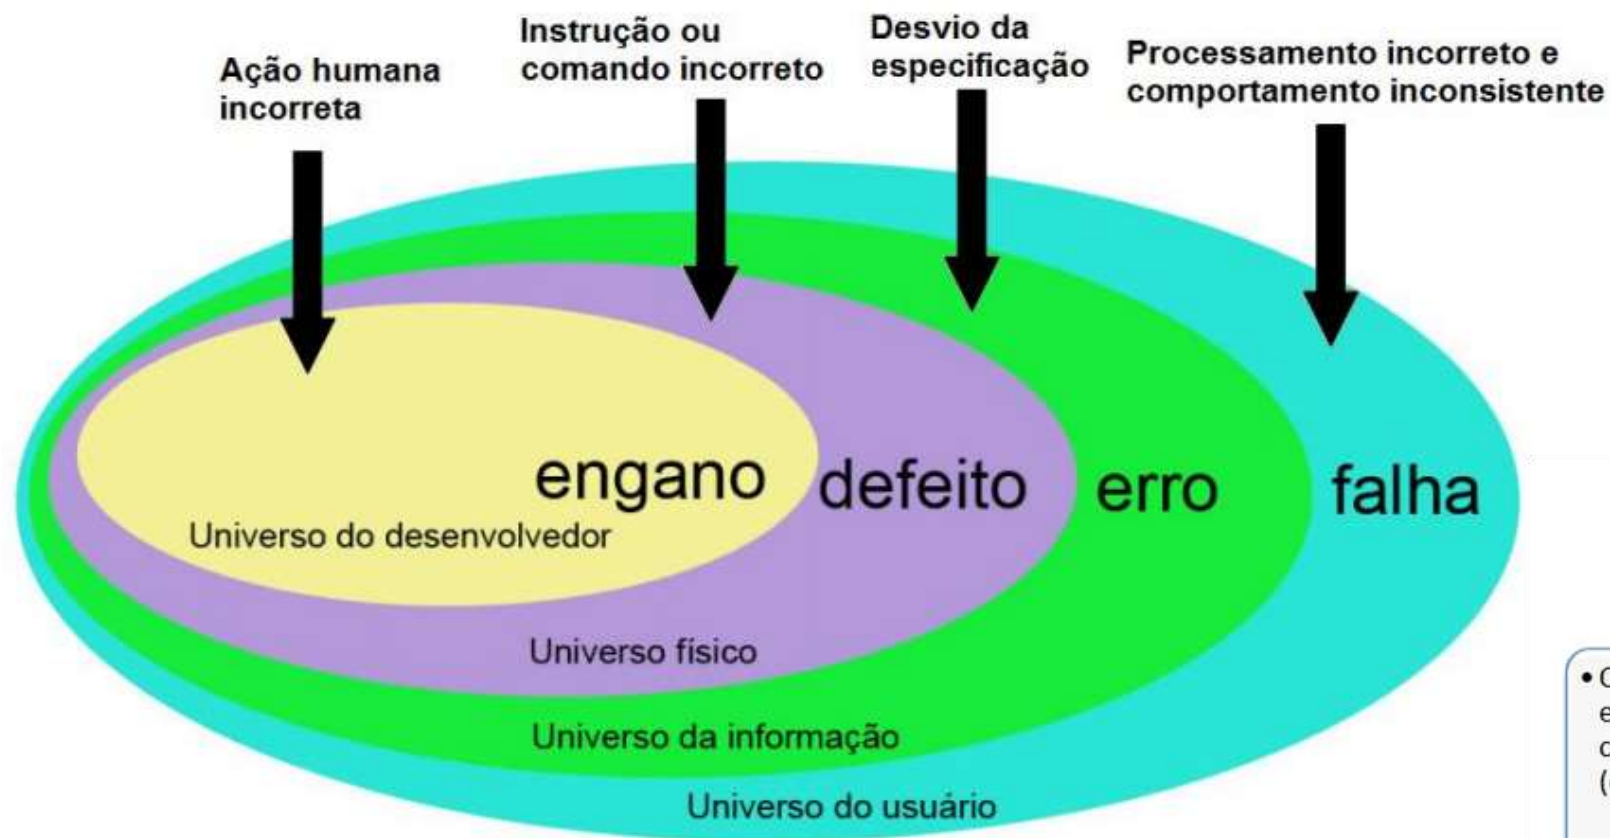 Ação humana
incorreta
Instrução ou
comando incorreto
Desvio da
especificação
Processamento incorreto e
comportamento inconsistente
engano
defeito
erro
falha
Universo do desenvolvedor
Universo físico
Universo da informação
Universo do usuário